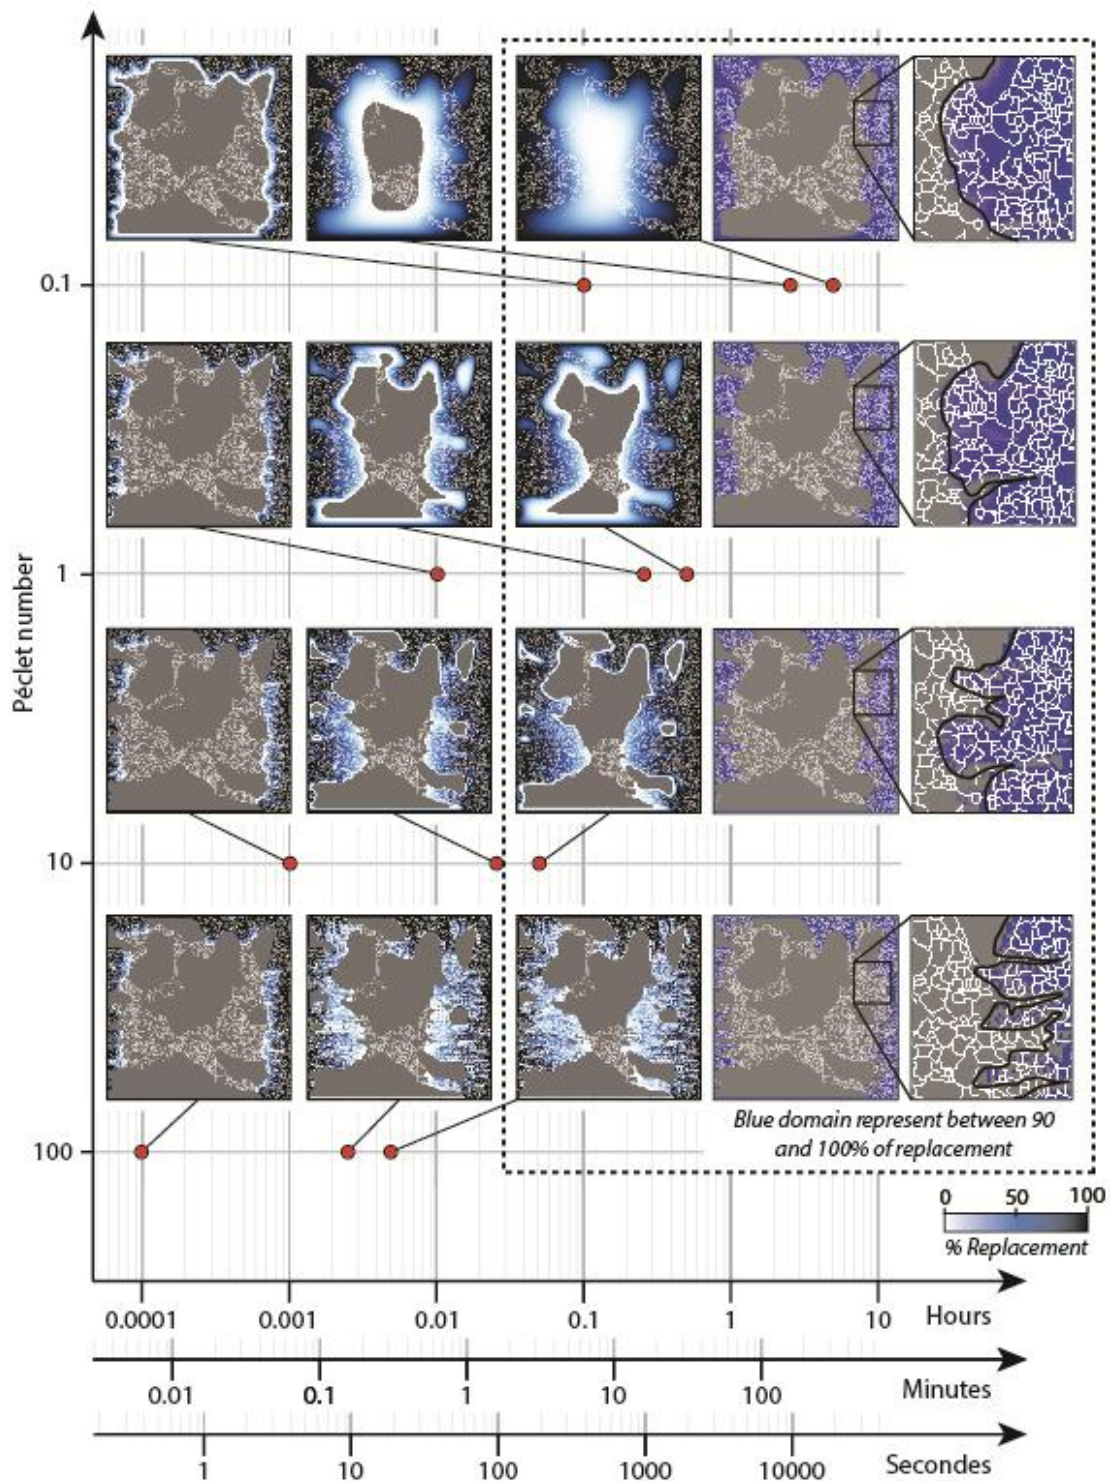 0.1
1
Péclet number
10
100
Blue domain represent between 90
and 100% of replacement
0 50 100
% Replacement
0.0001 0.001 0.01 0.1 1 10 Hours
0.01 0.1 1 10 100 Minutes
1 10 100 1000 10000 Secondes